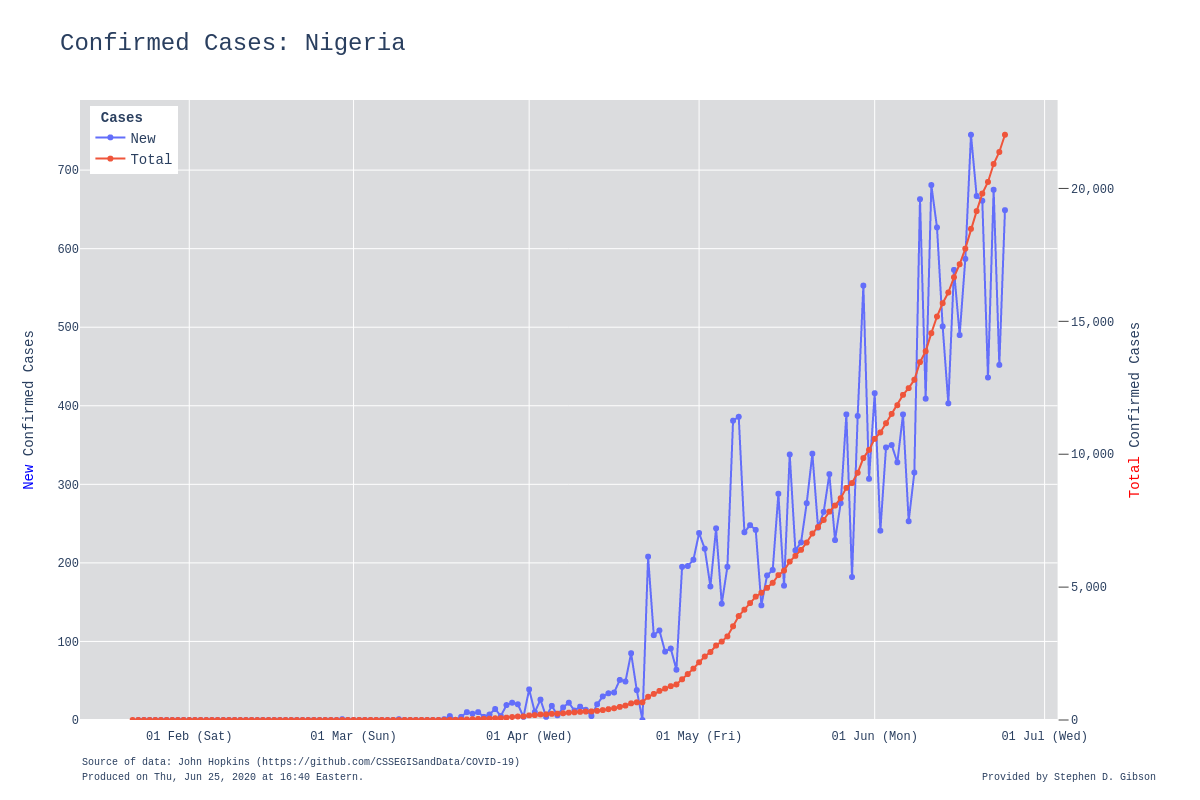 Confirmed Cases: Nigeria
Cases
New
Total
700
600
500
400
300
200
100
0
New Confirmed Cases
20,000
15,000
10,000
5,000
0
Total Confirmed Cases
01 Feb (Sat)
01 Mar (Sun)
01 Apr (Wed)
01 May (Fri)
01 Jun (Mon)
01 Jul (Wed)
Source of data: John Hopkins (https://github.com/CSSEGISandData/COVID-19)
Produced on Thu, Jun 25, 2020 at 16:40 Eastern.
Provided by Stephen D. Gibson